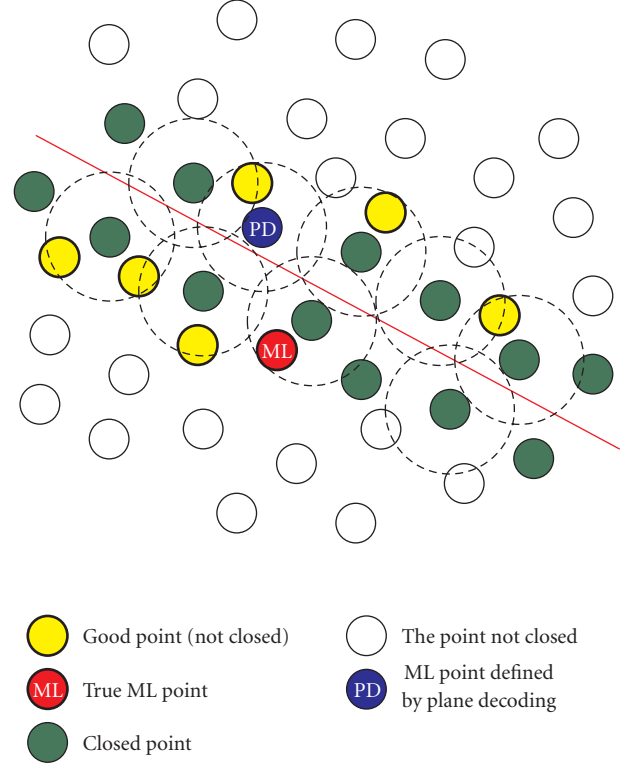 PD
ML
Good point (not closed)
The point not closed
ML
True ML point
PD
ML point defined
by plane decoding
Closed point